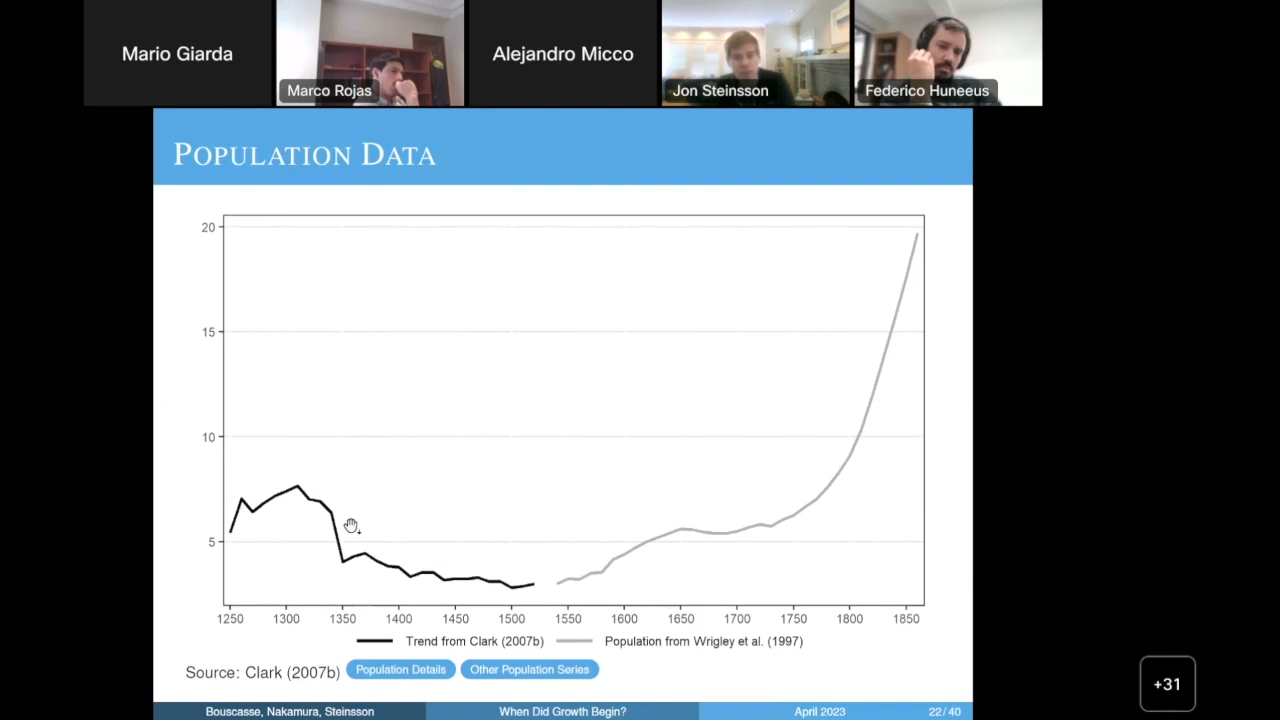 Mario Giarda
Marco Rojas
Alejandro Micco
Jon Steinsson
Federico Huneeus
POPULATION DATA
20
15
10
5
1250 1300 1350 1400 1450 1500 1550 1600 1650 1700 1750 1800 1850
Trend from Clark (2007b) Population from Wrigley et al. (1997)
Source: Clark (2007b) Population Details Other Population Series
Bouscasse, Nakamura, Steinsson When Did Growth Begin? April 2023 22/40
+31